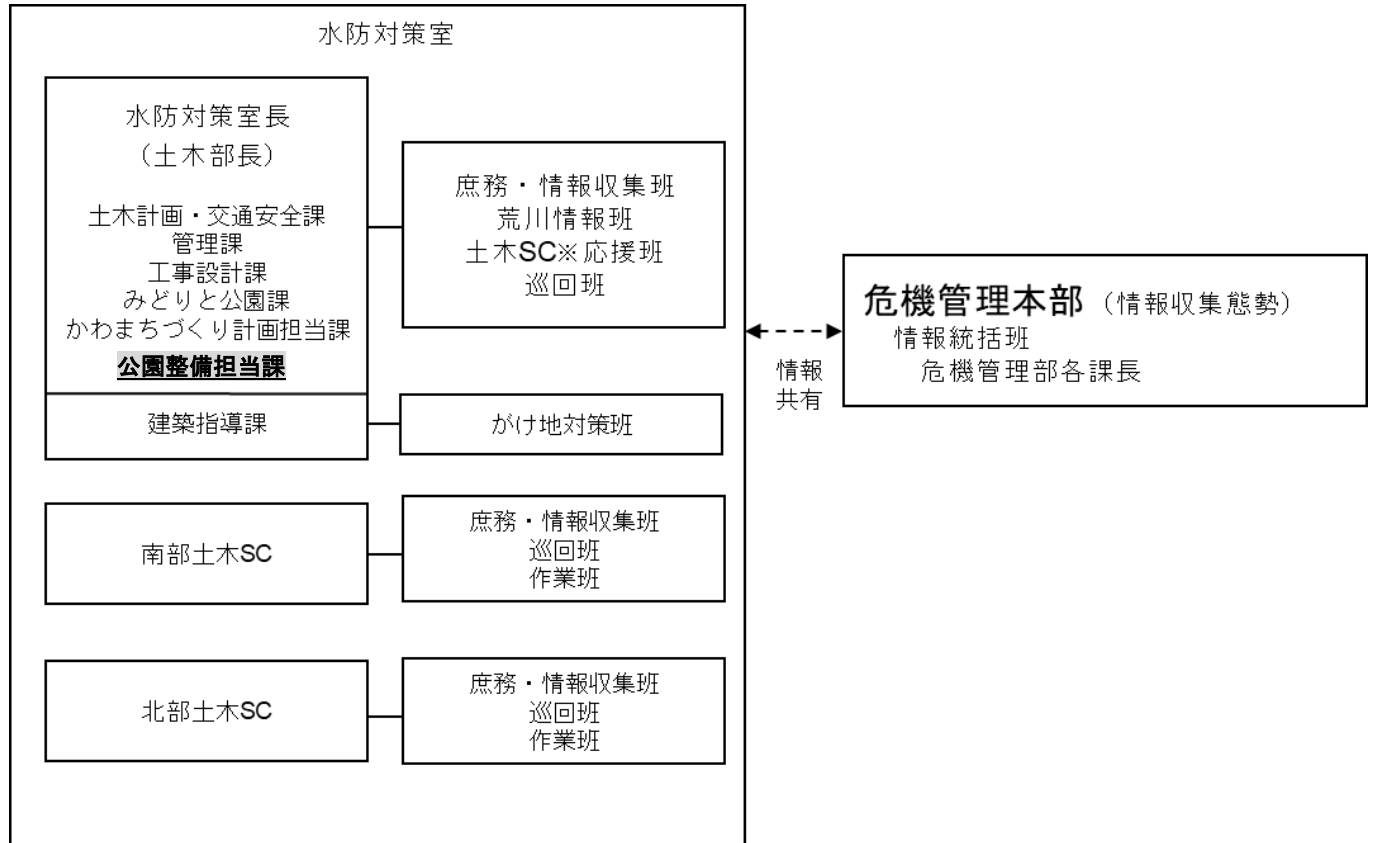 水防対策室
水防対策室長
（土木部長）
土木計画・交通安全課
管理課
工事設計課
みどりと公園課
かわまちづくり計画担当課
公園整備担当課
庶務・情報収集班
荒川情報班
土木SC※応援班
巡回班
建築指導課
がけ地対策班
南部土木SC
庶務・情報収集班
巡回班
作業班
北部土木SC
庶務・情報収集班
巡回班
作業班
情報
共有
危機管理本部（情報収集態勢）
情報統括班
危機管理部各課長